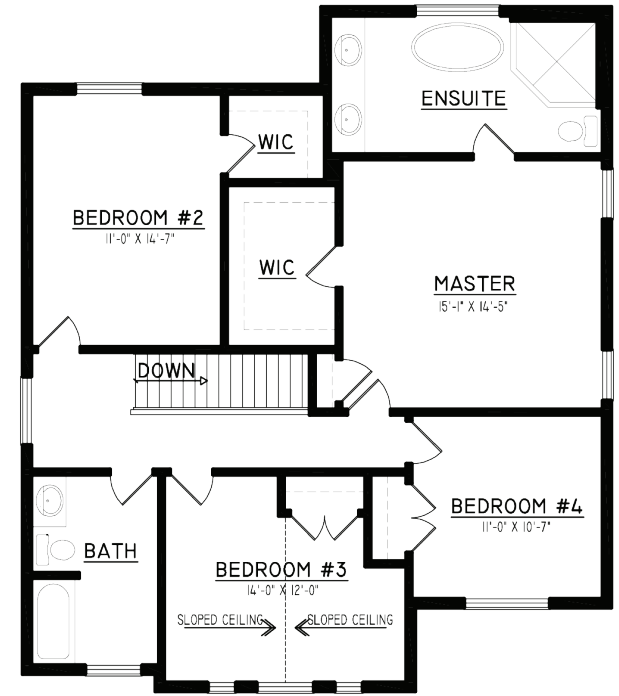 ENSUITE
WIC
BEDROOM #2
11'-0" X 14'-7"
WIC
MASTER
15'-1" X 14'-5"
DOWN
BEDROOM #4
11'-0" X 10'-7"
BATH
BEDROOM #3
14'-0" X 12'-0"
SLOPED CEILING
SLOPED CEILING